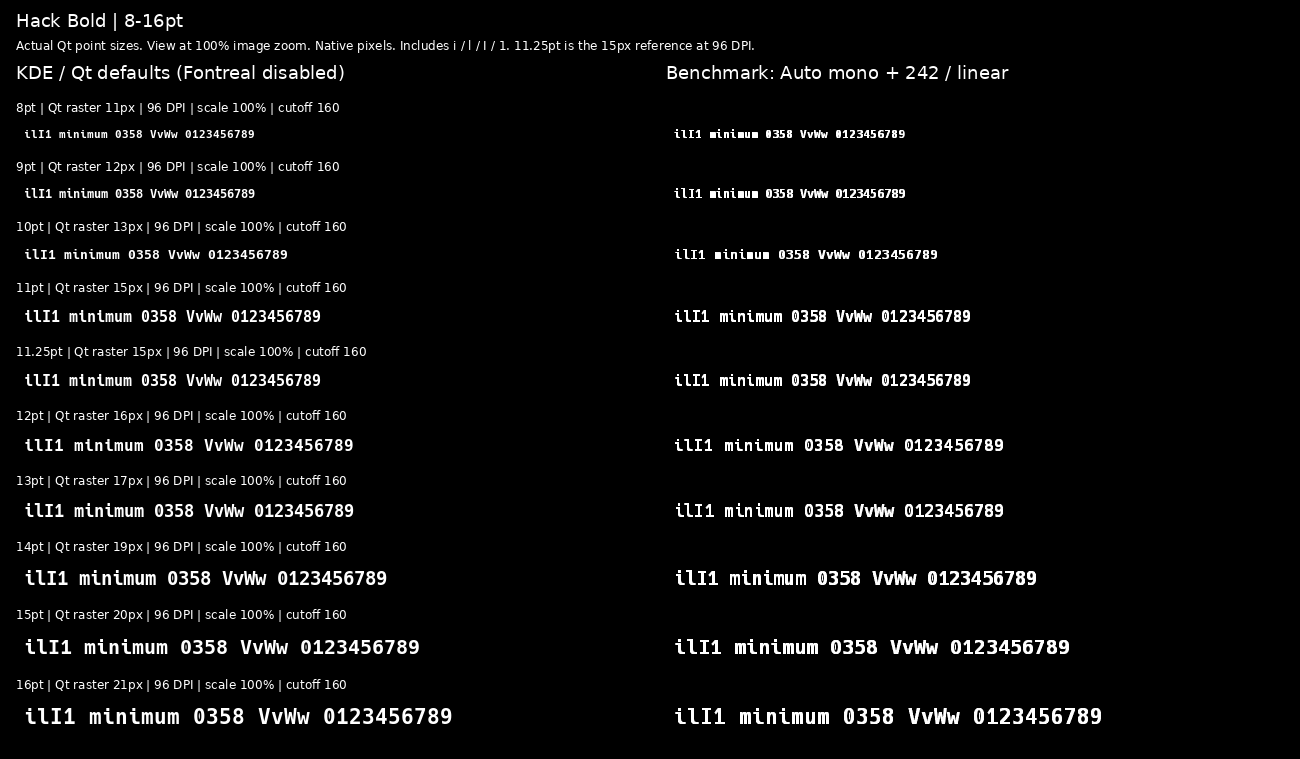 Hack Bold | 8-16pt
Actual Qt point sizes. View at 100% image zoom. Native pixels. Includes i / l / I / 1. 11.25pt is the 15px reference at 96 DPI.
KDE / Qt defaults (Fontreal disabled)
Benchmark: Auto mono + 242 / linear
8pt | Qt raster 11px | 96 DPI | scale 100% | cutoff 160
ilI1 minimum 0358 VvWw 0123456789
ilI1 minimum 0358 VvWw 0123456789
9pt | Qt raster 12px | 96 DPI | scale 100% | cutoff 160
ilI1 minimum 0358 VvWw 0123456789
ilI1 minimum 0358 VvWw 0123456789
10pt | Qt raster 13px | 96 DPI | scale 100% | cutoff 160
ilI1 minimum 0358 VvWw 0123456789
ilI1 minimum 0358 VvWw 0123456789
11pt | Qt raster 15px | 96 DPI | scale 100% | cutoff 160
ilI1 minimum 0358 VvWw 0123456789
ilI1 minimum 0358 VvWw 0123456789
11.25pt | Qt raster 15px | 96 DPI | scale 100% | cutoff 160
ilI1 minimum 0358 VvWw 0123456789
ilI1 minimum 0358 VvWw 0123456789
12pt | Qt raster 16px | 96 DPI | scale 100% | cutoff 160
ilI1 minimum 0358 VvWw 0123456789
ilI1 minimum 0358 VvWw 0123456789
13pt | Qt raster 17px | 96 DPI | scale 100% | cutoff 160
ilI1 minimum 0358 VvWw 0123456789
ilI1 minimum 0358 VvWw 0123456789
14pt | Qt raster 19px | 96 DPI | scale 100% | cutoff 160
ilI1 minimum 0358 VvWw 0123456789
ilI1 minimum 0358 VvWw 0123456789
15pt | Qt raster 20px | 96 DPI | scale 100% | cutoff 160
ilI1 minimum 0358 VvWw 0123456789
ilI1 minimum 0358 VvWw 0123456789
16pt | Qt raster 21px | 96 DPI | scale 100% | cutoff 160
ilI1 minimum 0358 VvWw 0123456789
ilI1 minimum 0358 VvWw 0123456789